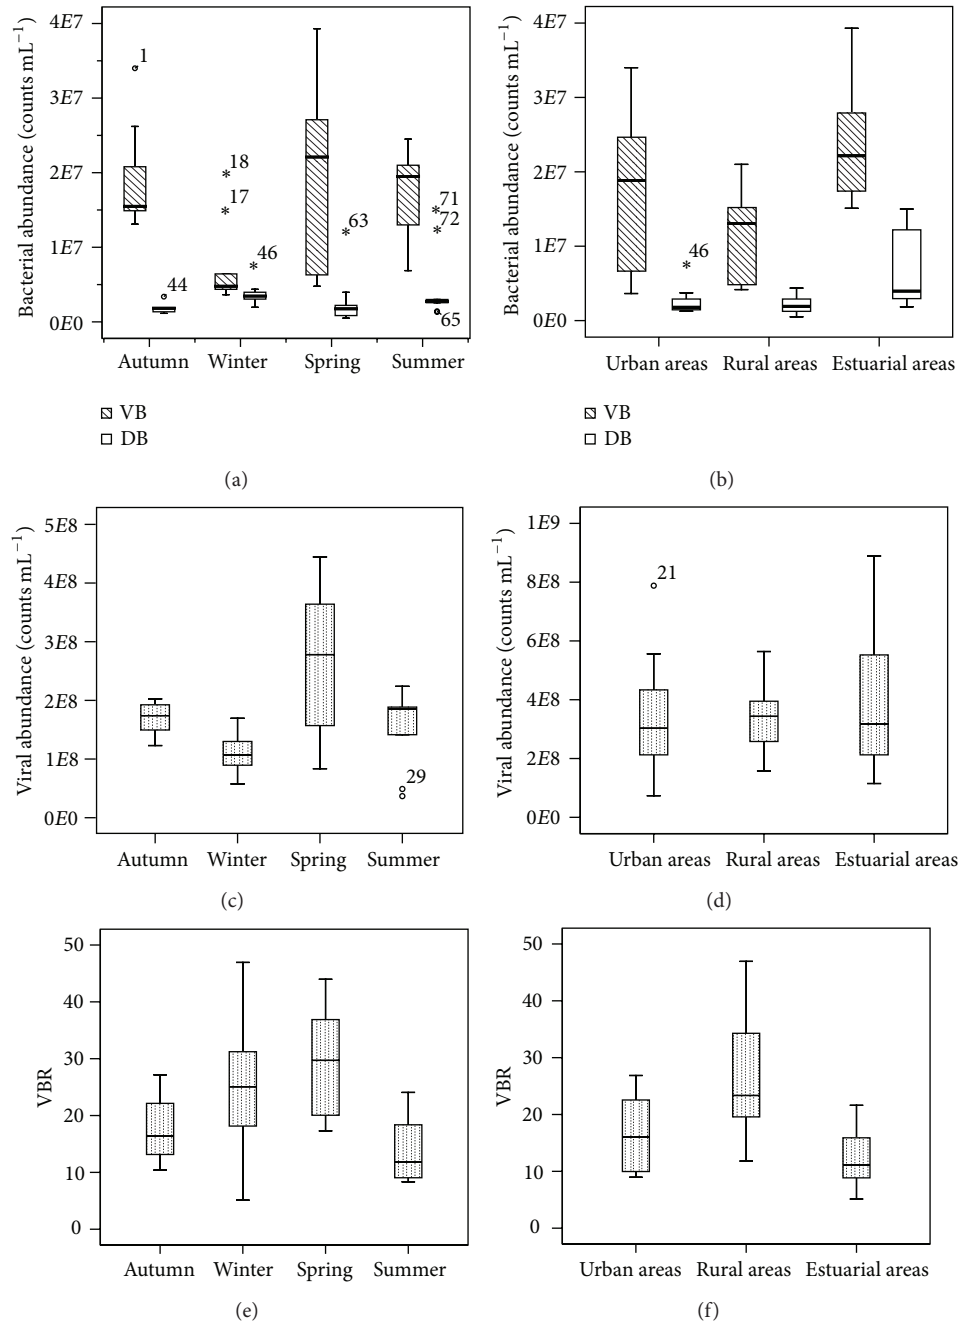 Bacterial abundance (counts mL−1)
4E7
3E7
2E7
1E7
0E0
1
44
18
17
46
63
71
72
65
Autumn Winter Spring Summer
VB
DB
(a)
Bacterial abundance (counts mL−1)
4E7
3E7
2E7
1E7
0E0
46
Urban areas Rural areas Estuarial areas
VB
DB
(b)
Viral abundance (counts mL−1)
5E8
4E8
3E8
2E8
1E8
0E0
29
Autumn Winter Spring Summer
(c)
Viral abundance (counts mL−1)
1E9
8E8
6E8
4E8
2E8
0E0
21
Urban areas Rural areas Estuarial areas
(d)
VBR
50
40
30
20
10
0
Autumn Winter Spring Summer
(e)
VBR
50
40
30
20
10
0
Urban areas Rural areas Estuarial areas
(f)